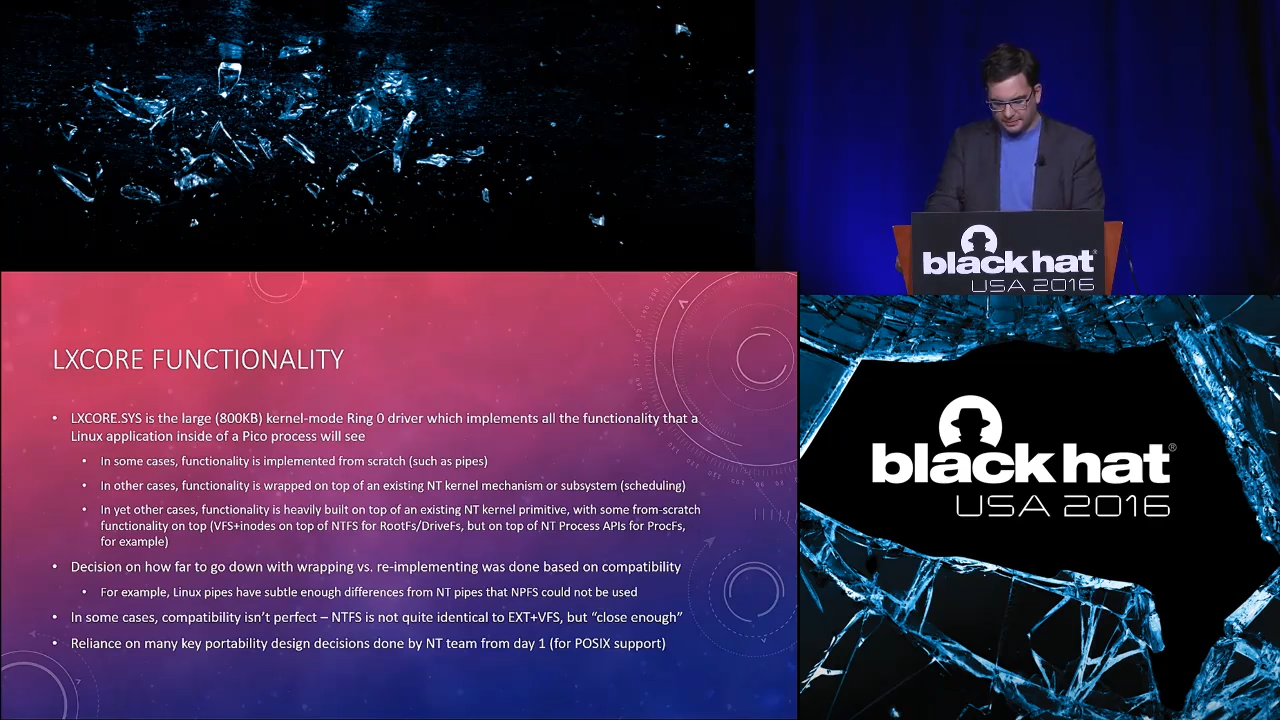 black hat®
USA 2016
LXCORE FUNCTIONALITY
• LXCORE.SYS is the large (800KB) kernel-mode Ring 0 driver which implements all the functionality that a
Linux application inside of a Pico process will see
• In some cases, functionality is implemented from scratch (such as pipes)
• In other cases, functionality is wrapped on top of an existing NT kernel mechanism or subsystem (scheduling)
• In yet other cases, functionality is heavily built on top of an existing NT kernel primitive, with some from-scratch
functionality on top (VFS+inodes on top of NTFS for RootFs/DriveFs, but on top of NT Process APIs for ProcFs,
for example)
• Decision on how far to go down with wrapping vs. re-implementing was done based on compatibility
• For example, Linux pipes have subtle enough differences from NT pipes that NPFS could not be used
• In some cases, compatibility isn’t perfect – NTFS is not quite identical to EXT+VFS, but “close enough”
• Reliance on many key portability design decisions done by NT team from day 1 (for POSIX support)
black hat®
USA 2016